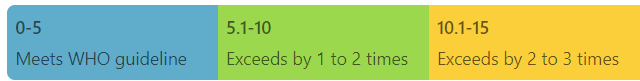 0-5
Meets WHO guideline
5.1-10
Exceeds by 1 to 2 times
10.1-15
Exceeds by 2 to 3 times